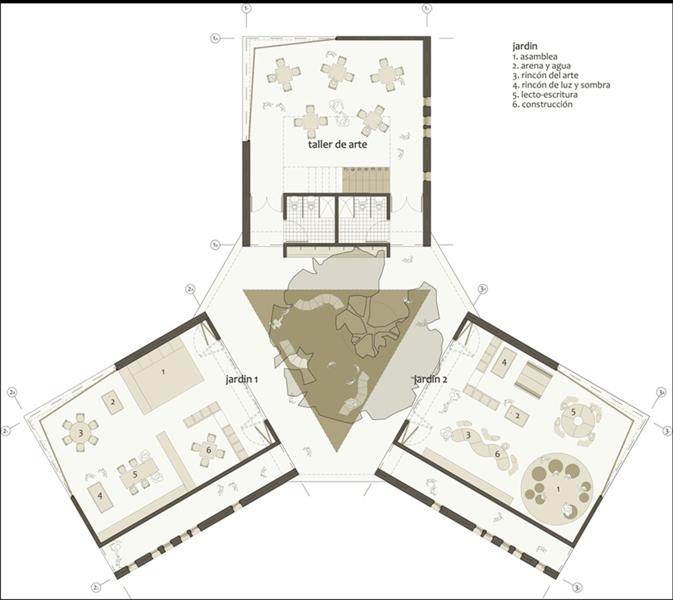 jardin
1. asamblea
2. arena y agua
3. rincón del arte
4. rincón de luz y sombra
5. lecto-escritura
6. construcción
taller de arte
jardin 1
jardin 2
1
2
3
5
6
4
4
2
5
3
6
1